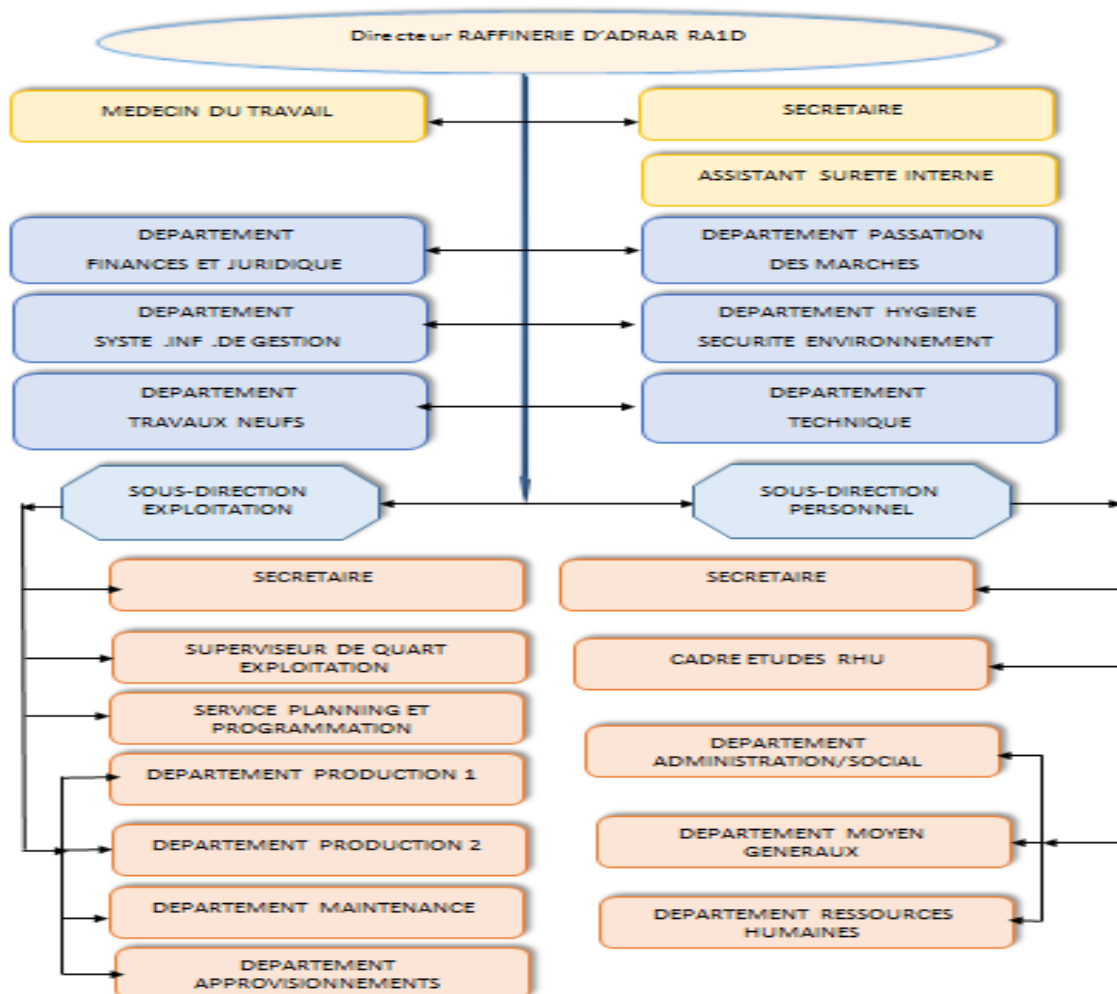 Directeur RAFFINERIE D'ADRAR RA1D
MEDECIN DU TRAVAIL
SECRETAIRE
ASSISTANT SURETE INTERNE
DEPARTEMENT
FINANCES ET JURIDIQUE
DEPARTEMENT PASSATION
DES MARCHES
DEPARTEMENT
SYSTE .INF .DE GESTION
DEPARTEMENT HYGIENE
SECURITE ENVIRONNEMENT
DEPARTEMENT
TRAVAUX NEUFS
DEPARTEMENT
TECHNIQUE
SOUS-DIRECTION
EXPLOITATION
SOUS-DIRECTION
PERSONNEL
SECRETAIRE
SUPERVISEUR DE QUART
EXPLOITATION
SERVICE PLANNING ET
PROGRAMMATION
DEPARTEMENT PRODUCTION 1
DEPARTEMENT PRODUCTION 2
DEPARTEMENT MAINTENANCE
DEPARTEMENT
APPROVISIONNEMENTS
SECRETAIRE
CADRE ETUDES RHU
DEPARTEMENT
ADMINISTRATION/SOCIAL
DEPARTEMENT MOYEN
GENERAUX
DEPARTEMENT RESSOURCES
HUMAINES